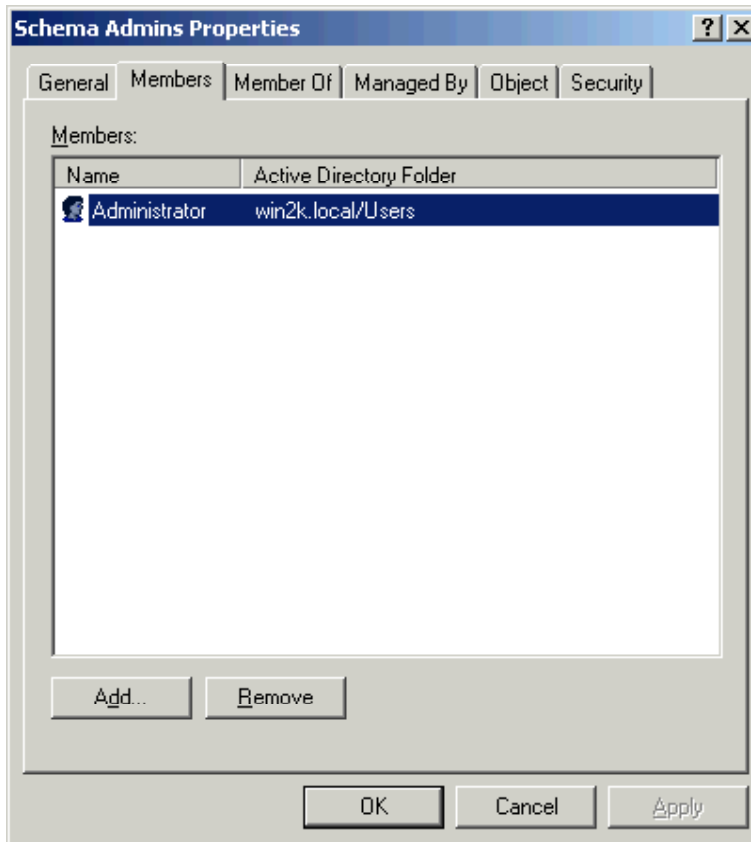 Schema Admins Properties
General Members Member Of Managed By Object Security
Members:
Name Active Directory Folder
Administrator win2k.local/Users
Add... Remove
OK Cancel Apply